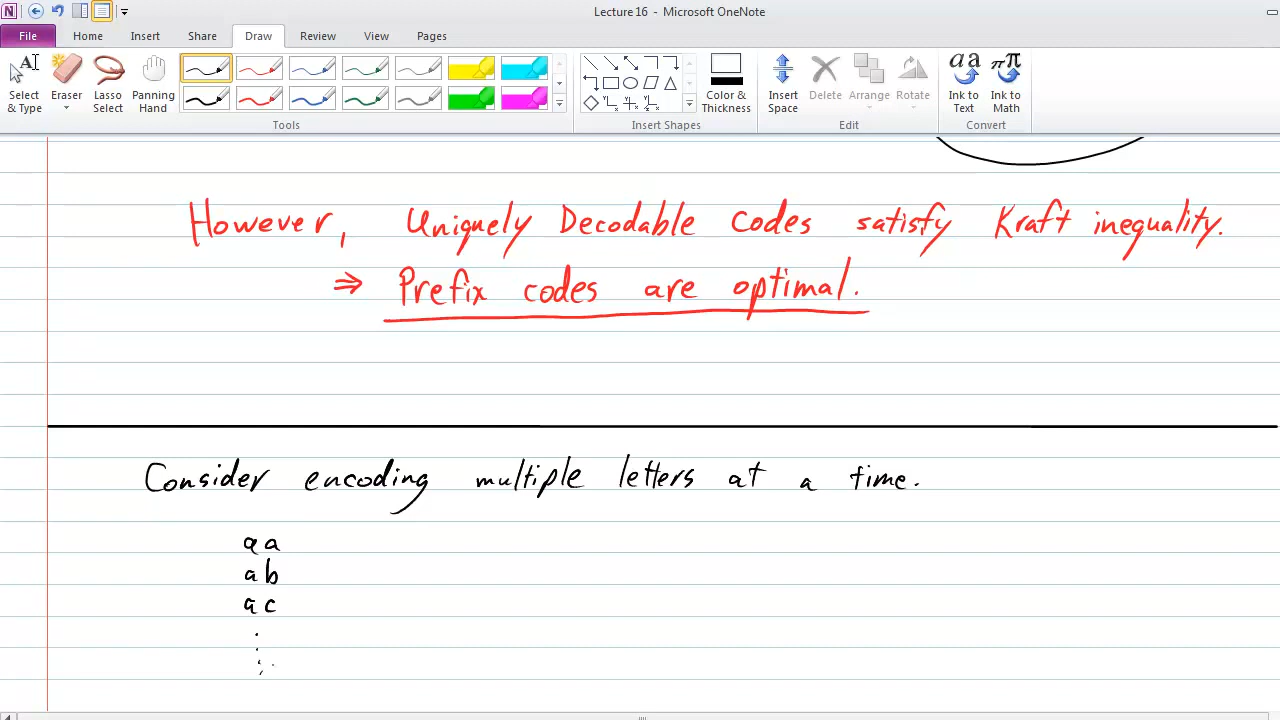 Lecture 16 - Microsoft OneNote
File Home Insert Share Draw Review View Pages
Select & Type Eraser Lasso Select Panning Hand Color & Thickness Insert Space Delete Arrange Rotate Ink to Text Ink to Math
Tools Insert Shapes Edit Convert
However, Uniquely Decodable Codes satisfy Kraft inequality.
⇒ Prefix codes are optimal.
Consider encoding multiple letters at a time.
aa
ab
ac